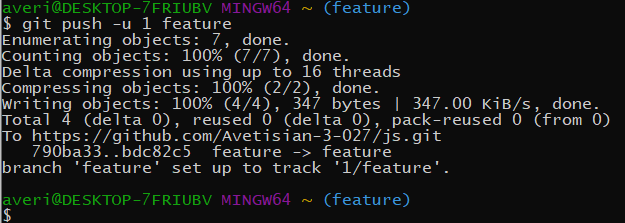 averi@DESKTOP-7FRIUBV MINGW64 ~ (feature)
$ git push -u 1 feature
Enumerating objects: 7, done.
Counting objects: 100% (7/7), done.
Delta compression using up to 16 threads
Compressing objects: 100% (2/2), done.
Writing objects: 100% (4/4), 347 bytes | 347.00 KiB/s, done.
Total 4 (delta 0), reused 0 (delta 0), pack-reused 0 (from 0)
To https://github.com/Avetisian-3-027/js.git
   790ba33..bdc82c5  feature -> feature
branch 'feature' set up to track '1/feature'.

averi@DESKTOP-7FRIUBV MINGW64 ~ (feature)
$